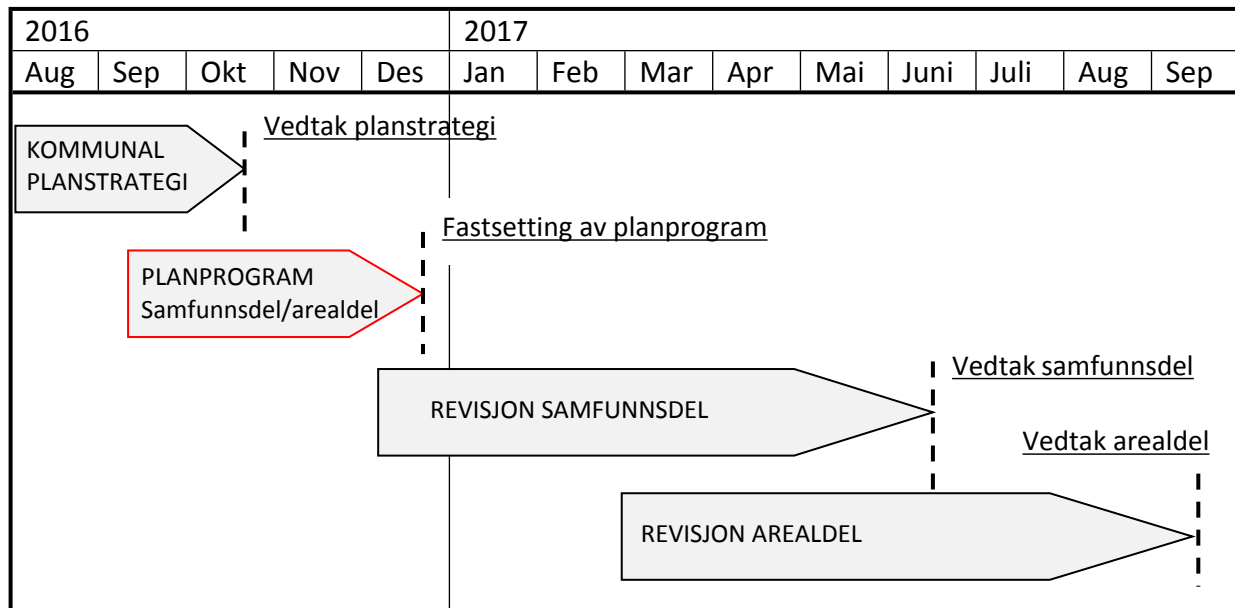 2016 2017
Aug Sep Okt Nov Des Jan Feb Mar Apr Mai Juni Juli Aug Sep
Vedtak planstrategi
KOMMUNAL
PLANSTRATEGI
Fastsetting av planprogram
PLANPROGRAM
Samfunnsdel/arealdel
Vedtak samfunnsdel
REVISJON SAMFUNNSDEL
Vedtak arealdel
REVISJON AREALDEL